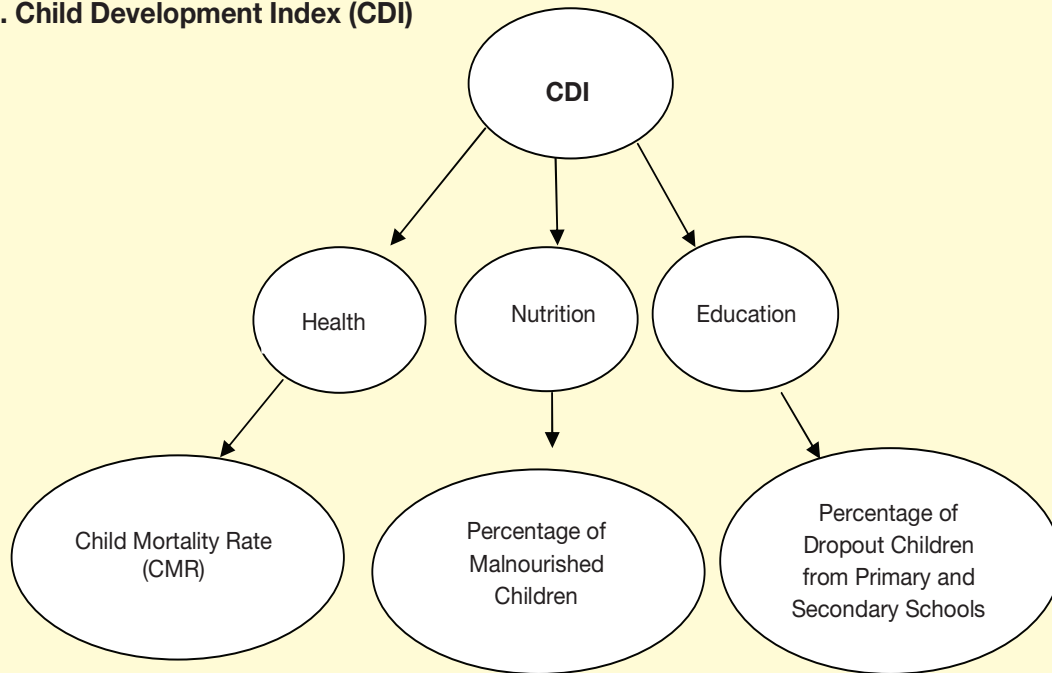 . Child Development Index (CDI)
CDI
Health
Nutrition
Education
Child Mortality Rate
(CMR)
Percentage of
Malnourished
Children
Percentage of
Dropout Children
from Primary and
Secondary Schools